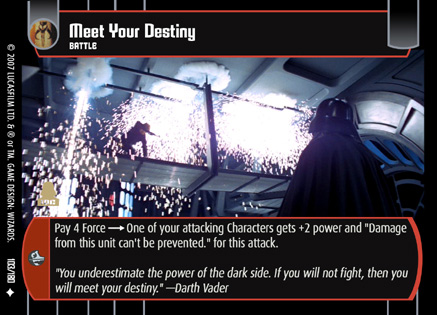 Meet Your Destiny
BATTLE
Pay 4 Force → One of your attacking Characters gets +2 power and "Damage
from this unit can't be prevented." for this attack.
"You underestimate the power of the dark side. If you will not fight, then you
will meet your destiny." —Darth Vader
© 2007 LUCASFILM LTD. & ® or TM. GAME DESIGN: WIZARDS.